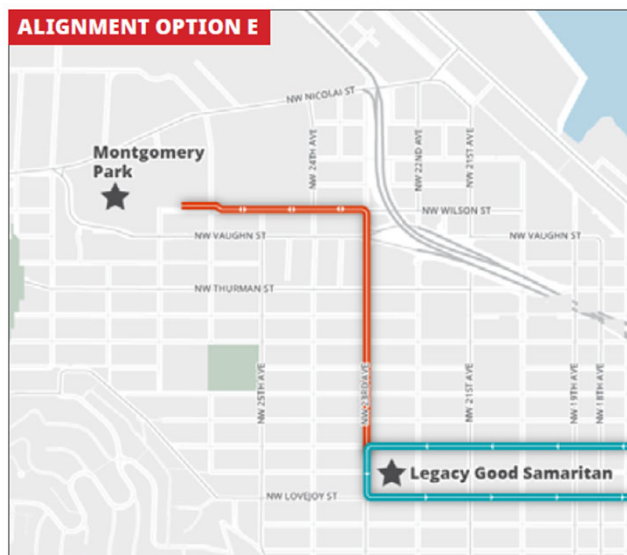 ALIGNMENT OPTION E
NW NICOLAI ST
Montgomery
Park
NW 24TH AVE
NW 22ND AVE
NW 21ST AVE
NW WILSON ST
NW VAUGHN ST
NW VAUGHN ST
NW THURMAN ST
NW 25TH AVE
NW 23RD AVE
NW 21ST AVE
NW 19TH AVE
NW 18TH AVE
Legacy Good Samaritan
NW LOVEJOY ST